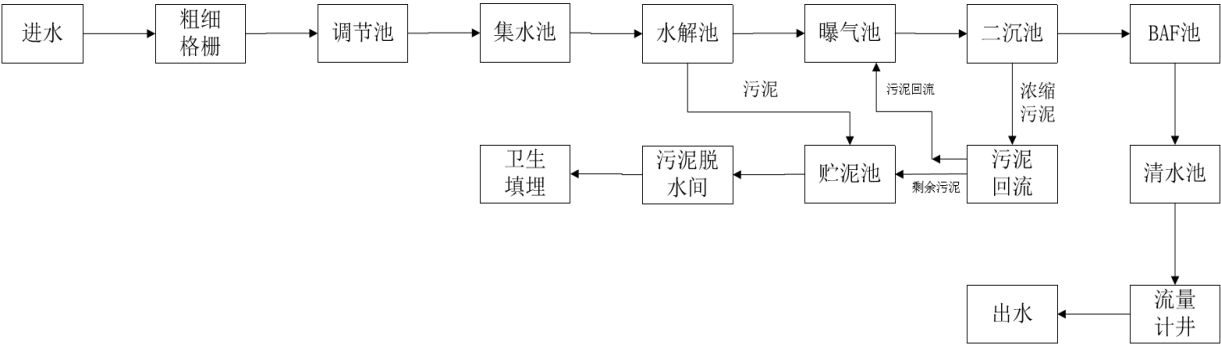 进水
粗细
格栅
调节池
集水池
水解池
曝气池
二沉池
BAF池
污泥
污泥回流
浓缩
污泥
卫生
填埋
污泥脱
水间
贮泥池
剩余污泥
污泥
回流
清水池
出水
流量
计井